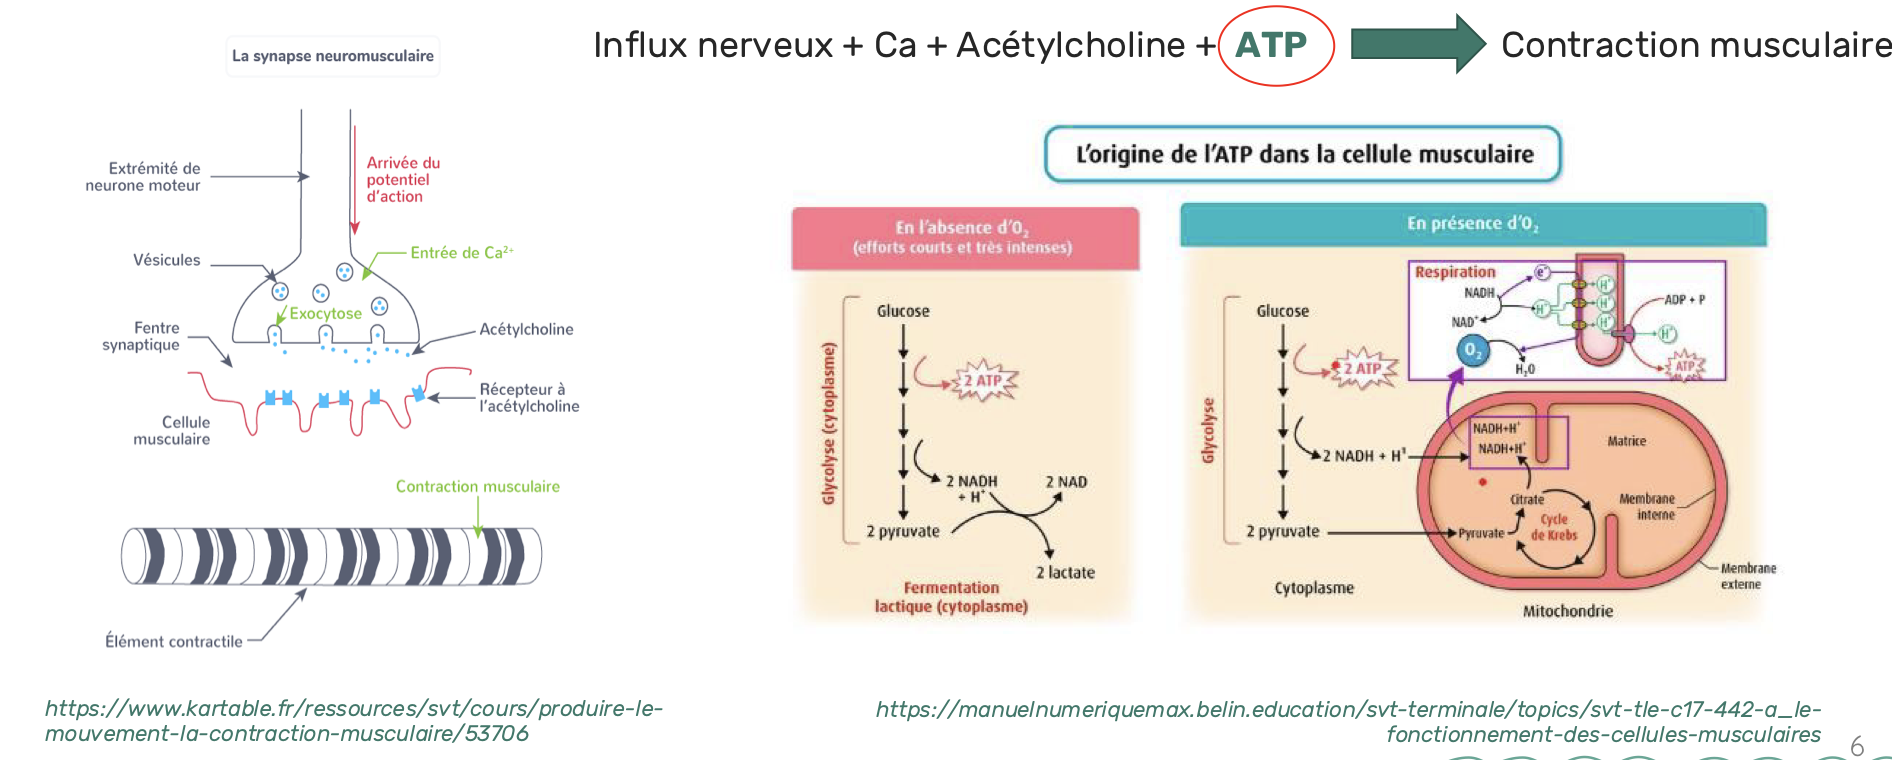 Influx nerveux + Ca + Acétylcholine + ATP
Contraction musculaire
La synapse neuromusculaire
Extrémité de
neurone moteur
Arrivée du
potentiel
d'action
Vésicules
Entrée de Ca²⁺
Exocytose
Fentre
synaptique
Acétylcholine
Récepteur à
l'acétylcholine
Cellule
musculaire
Contraction musculaire
Élément contractile
L'origine de l'ATP dans la cellule musculaire
En l'absence d'O₂
(efforts courts et très intenses)
Glycolyse (cytoplasme)
Glucose
2 ATP
2 NADH
+ H⁺
2 NAD
2 pyruvate
2 lactate
Fermentation
lactique (cytoplasme)
En présence d'O₂
Glycolyse
Glucose
2 ATP
2 NADH + H⁺
2 pyruvate
Cytoplasme
Respiration
e⁻
NADH
H⁺
H⁺
H⁺
H⁺
NAD⁺
ADP + P
H⁺
O₂
H₂O
ATP
NADH+H⁺
NADH+H⁺
Matrice
Citrate
Membrane
interne
Cycle
de Krebs
Pyruvate
Membrane
externe
Mitochondrie
https://www.kartable.fr/ressources/svt/cours/produire-le-
mouvement-la-contraction-musculaire/53706
https://manuelnumeriquemax.belin.education/svt-terminale/topics/svt-tle-c17-442-a_le-
fonctionnement-des-cellules-musculaires
6